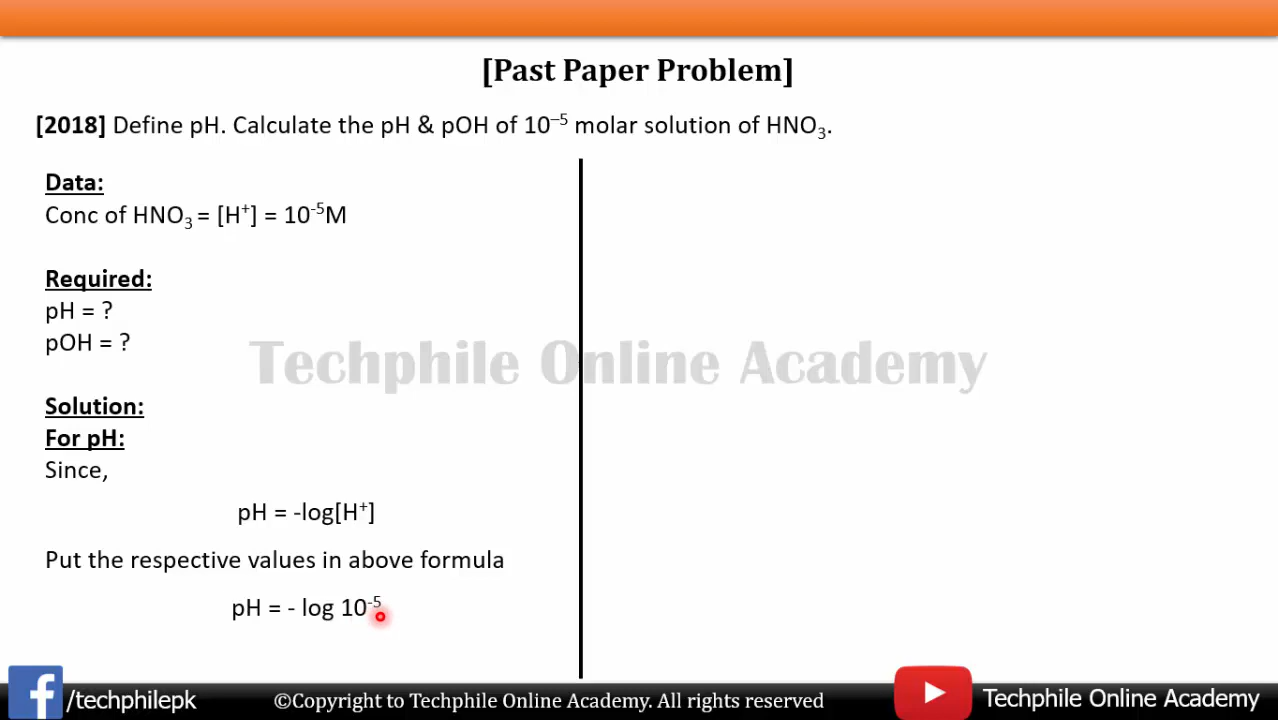 [Past Paper Problem]
[2018] Define pH. Calculate the pH & pOH of 10⁻⁵ molar solution of HNO₃.
Data:
Conc of HNO₃ = [H⁺] = 10⁻⁵M
Required:
pH = ?
pOH = ?
Techphile Online Academy
Solution:
For pH:
Since,
pH = -log[H⁺]
Put the respective values in above formula
pH = - log 10⁻⁵
/techphilepk
©Copyright to Techphile Online Academy. All rights reserved
Techphile Online Academy